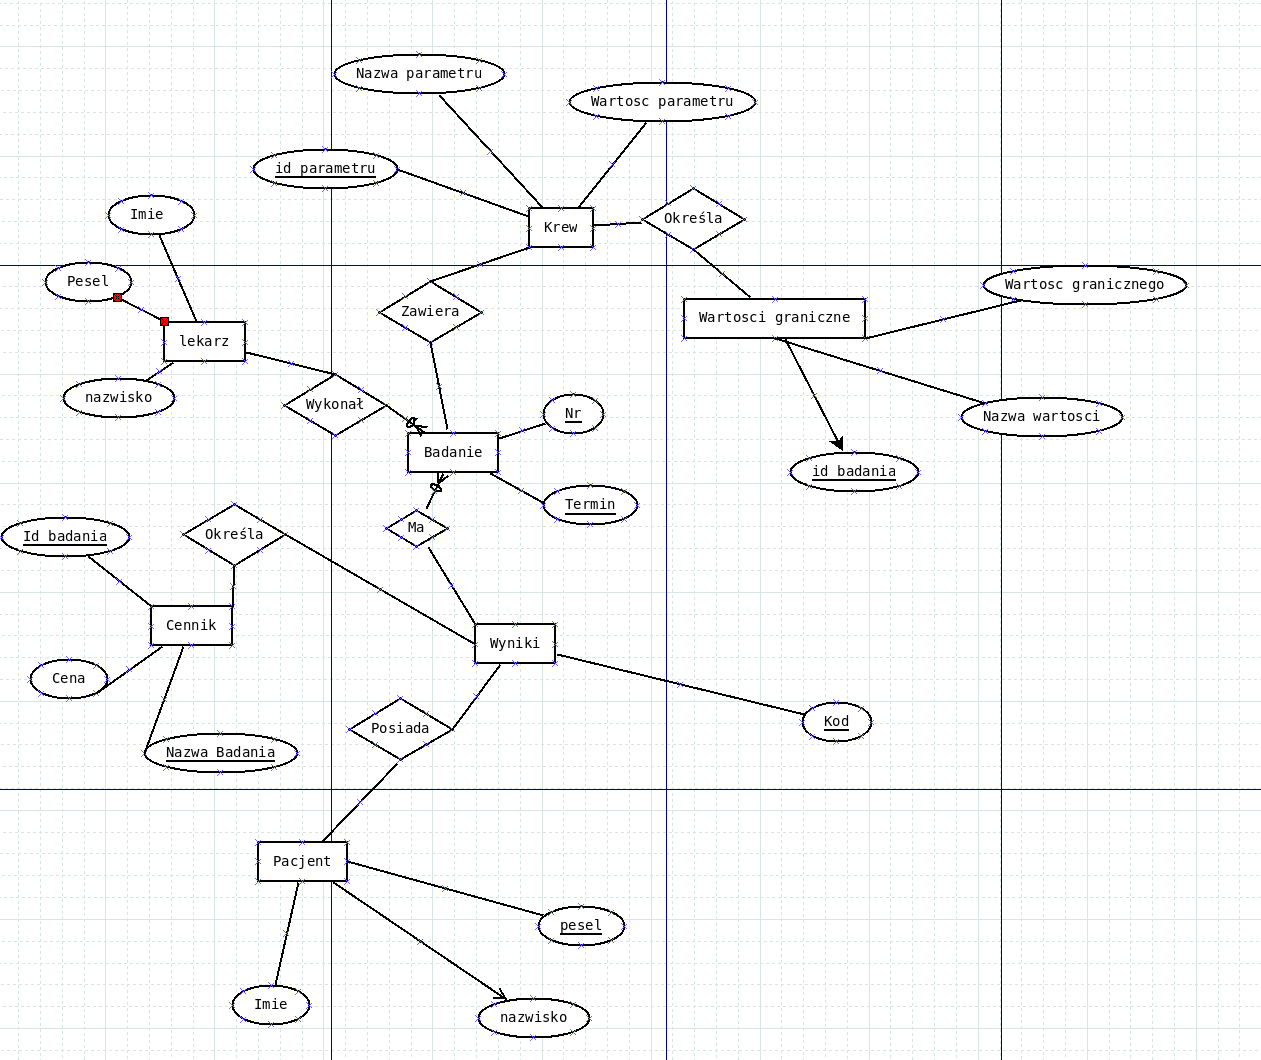 Nazwa parametru
Wartosc parametru
id parametru
Imie
Krew
Określa
Pesel
Wartosc granicznego
Zawiera
Wartosci graniczne
lekarz
nazwisko
Wykonał
Nr
Nazwa wartosci
Badanie
id badania
Termin
Ma
Id badania
Określa
Cennik
Wyniki
Cena
Kod
Posiada
Nazwa Badania
Pacjent
pesel
Imie
nazwisko